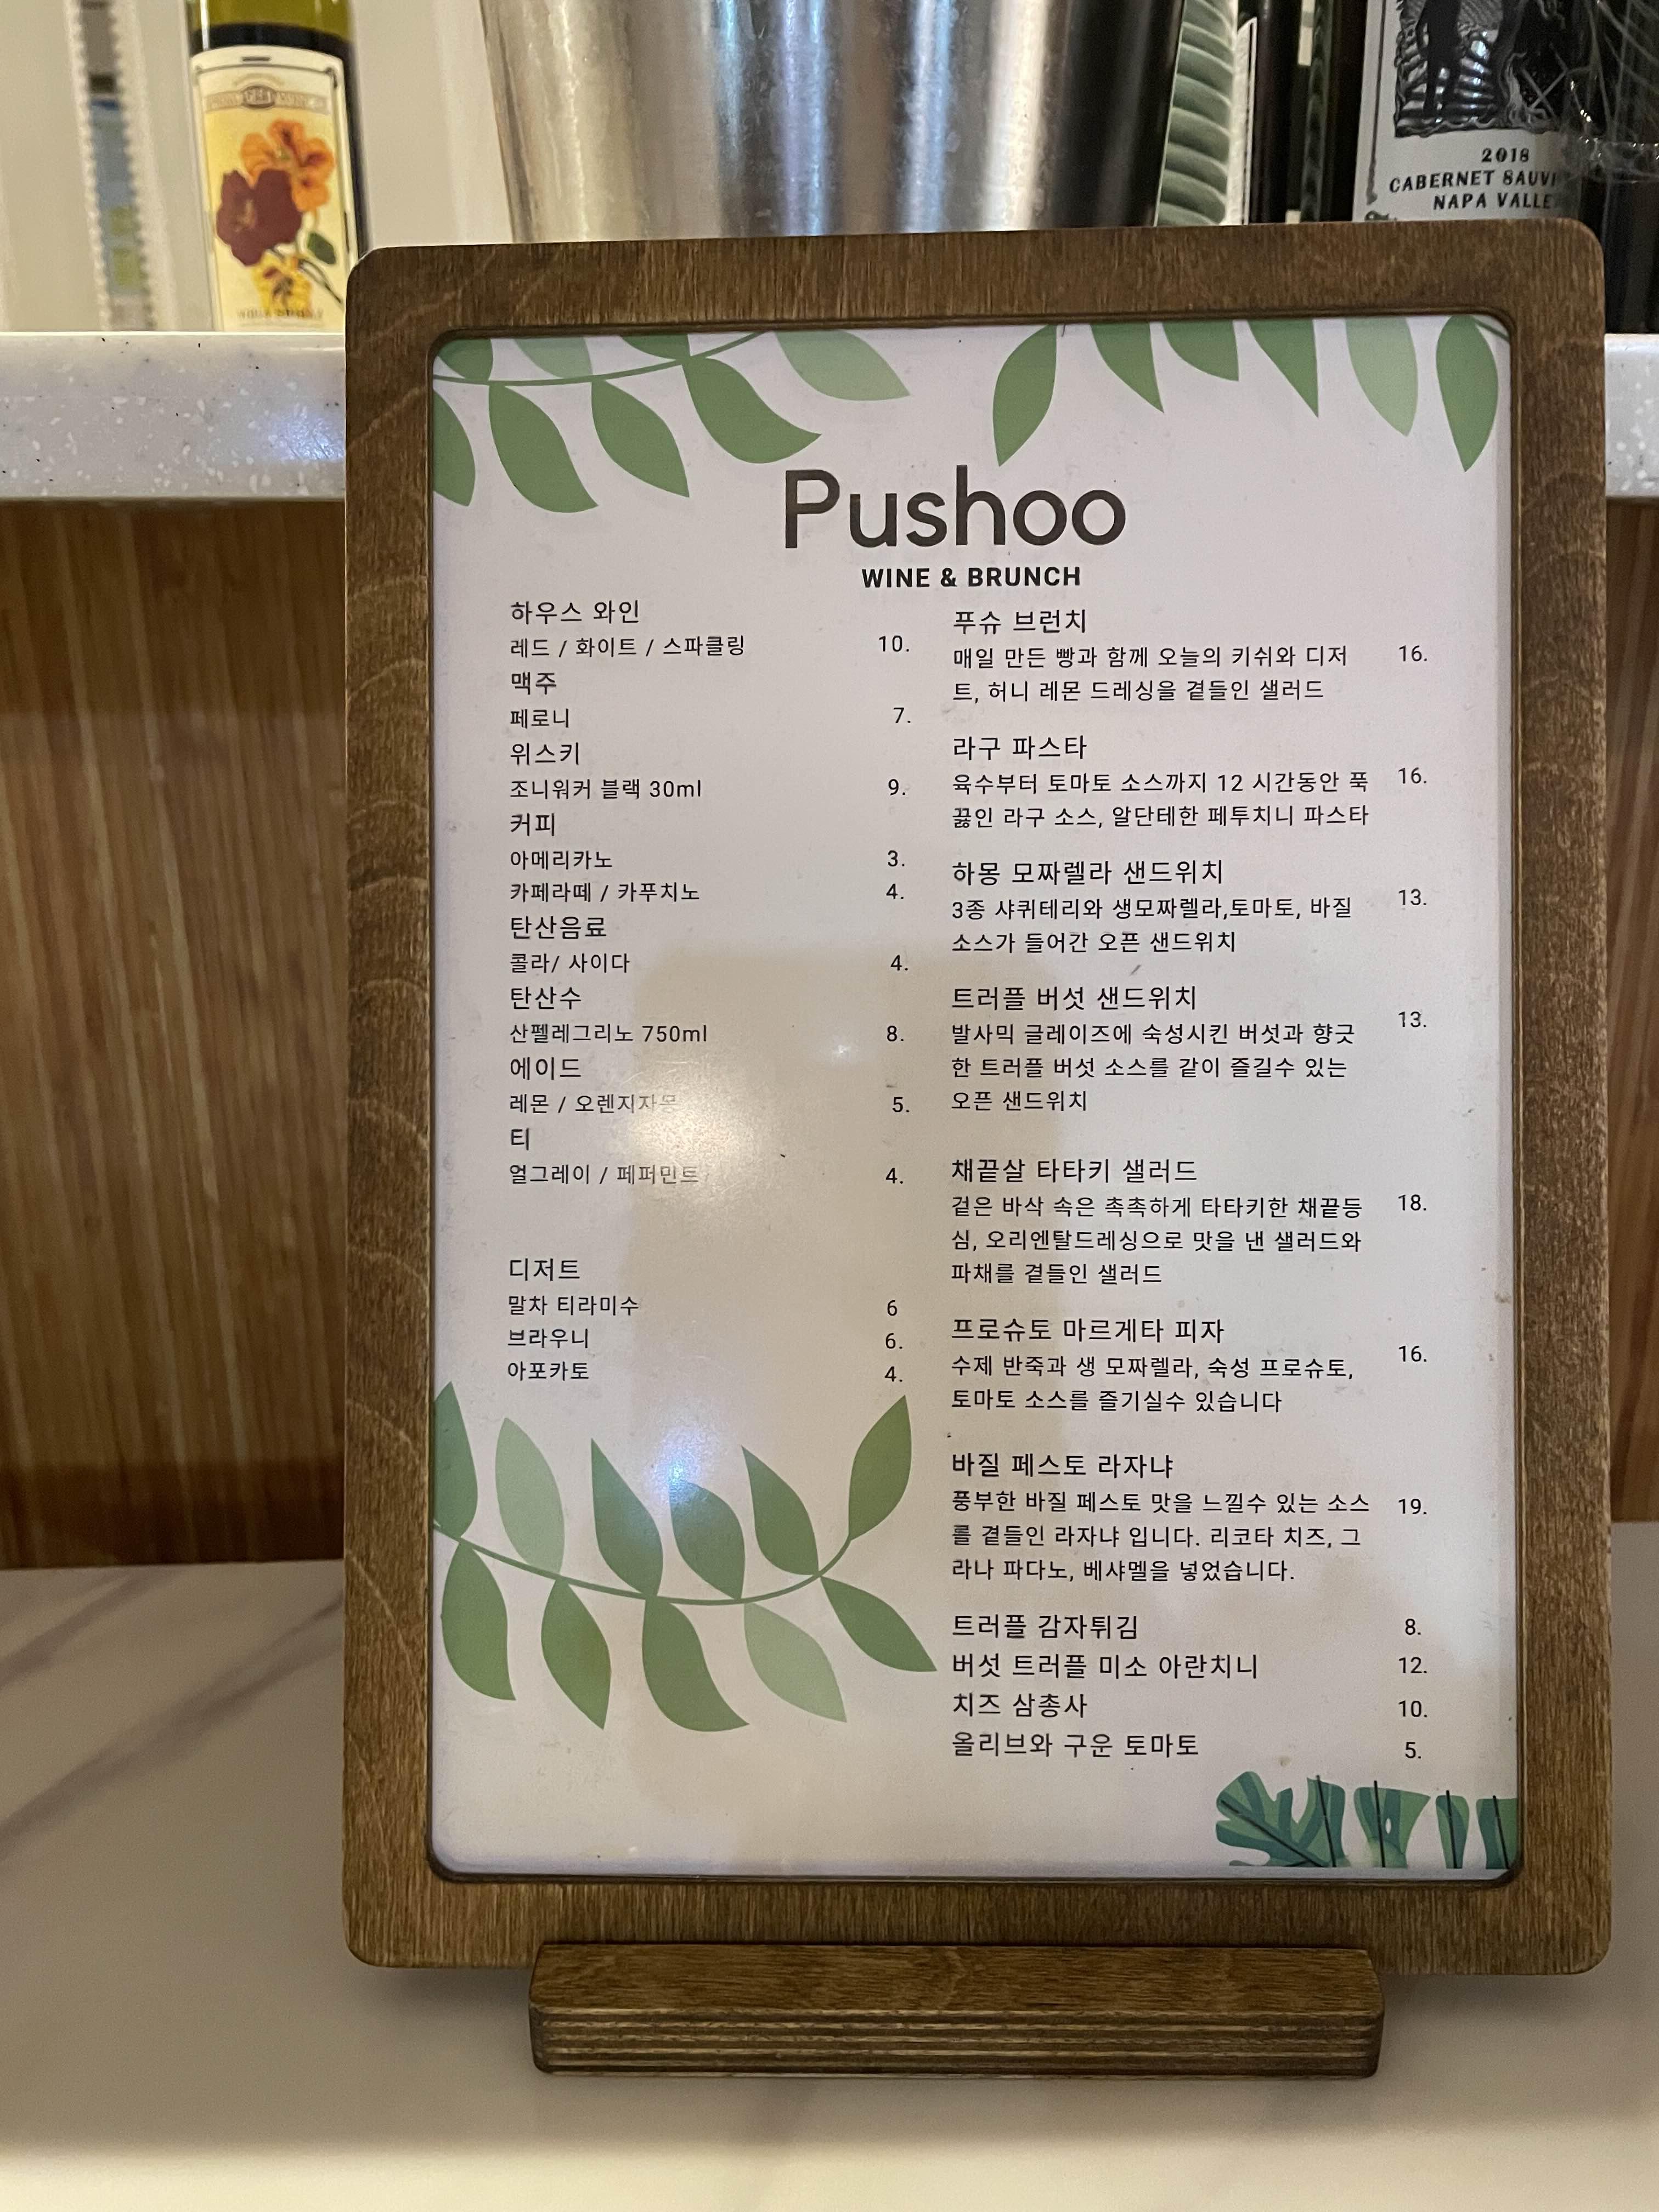 2018
CABERNET SAUVI
NAPA VALLE
Pushoo
WINE & BRUNCH
하우스 와인
레드 / 화이트 / 스파클링 10.
맥주
페로니 7.
위스키
조니워커 블랙 30ml 9.
커피
아메리카노 3.
카페라떼 / 카푸치노 4.
탄산음료
콜라/ 사이다 4.
탄산수
산펠레그리노 750ml 8.
에이드
레몬 / 오렌지자몽 5.
티
얼그레이 / 페퍼민트 4.
디저트
말차 티라미수 6
브라우니 6.
아포카토 4.
푸슈 브런치
매일 만든 빵과 함께 오늘의 키쉬와 디저 16.
트, 허니 레몬 드레싱을 곁들인 샐러드
라구 파스타
육수부터 토마토 소스까지 12 시간동안 푹 16.
끓인 라구 소스, 알단테한 페투치니 파스타
하몽 모짜렐라 샌드위치
3종 샤퀴테리와 생모짜렐라,토마토, 바질 13.
소스가 들어간 오픈 샌드위치
트러플 버섯 샌드위치
발사믹 글레이즈에 숙성시킨 버섯과 향긋 13.
한 트러플 버섯 소스를 같이 즐길수 있는
오픈 샌드위치
채끝살 타타키 샐러드
겉은 바삭 속은 촉촉하게 타타키한 채끝등 18.
심, 오리엔탈드레싱으로 맛을 낸 샐러드와
파채를 곁들인 샐러드
프로슈토 마르게타 피자
수제 반죽과 생 모짜렐라, 숙성 프로슈토, 16.
토마토 소스를 즐기실수 있습니다
바질 페스토 라자냐
풍부한 바질 페스토 맛을 느낄수 있는 소스 19.
를 곁들인 라자냐 입니다. 리코타 치즈, 그
라나 파다노, 베샤멜을 넣었습니다.
트러플 감자튀김 8.
버섯 트러플 미소 아란치니 12.
치즈 삼총사 10.
올리브와 구운 토마토 5.